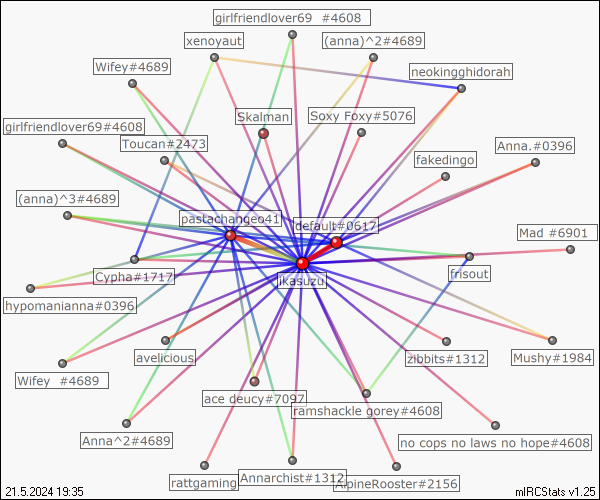 girlfriendlover69  #4608
xenoyaut
(anna)^2#4689
Wifey#4689
neokingghidorah
Skalman
Soxy Foxy#5076
girlfriendlover69#4608
Toucan#2473
fakedingo
Anna.#0396
(anna)^3#4689
pastachangeo41
default#0617
Mad #6901
Cypha#1717
jkasuzu
frisout
hypomanianna#0396
avelicious
zibbits#1312
Mushy#1984
Wifey  #4689
ace deucy#7097
ramshackle gorey#4608
Anna^2#4689
no cops no laws no hope#4608
rattgaming
Annarchist#1312
AlpineRooster#2156
21.5.2024 19:35
mIRCStats v1.25